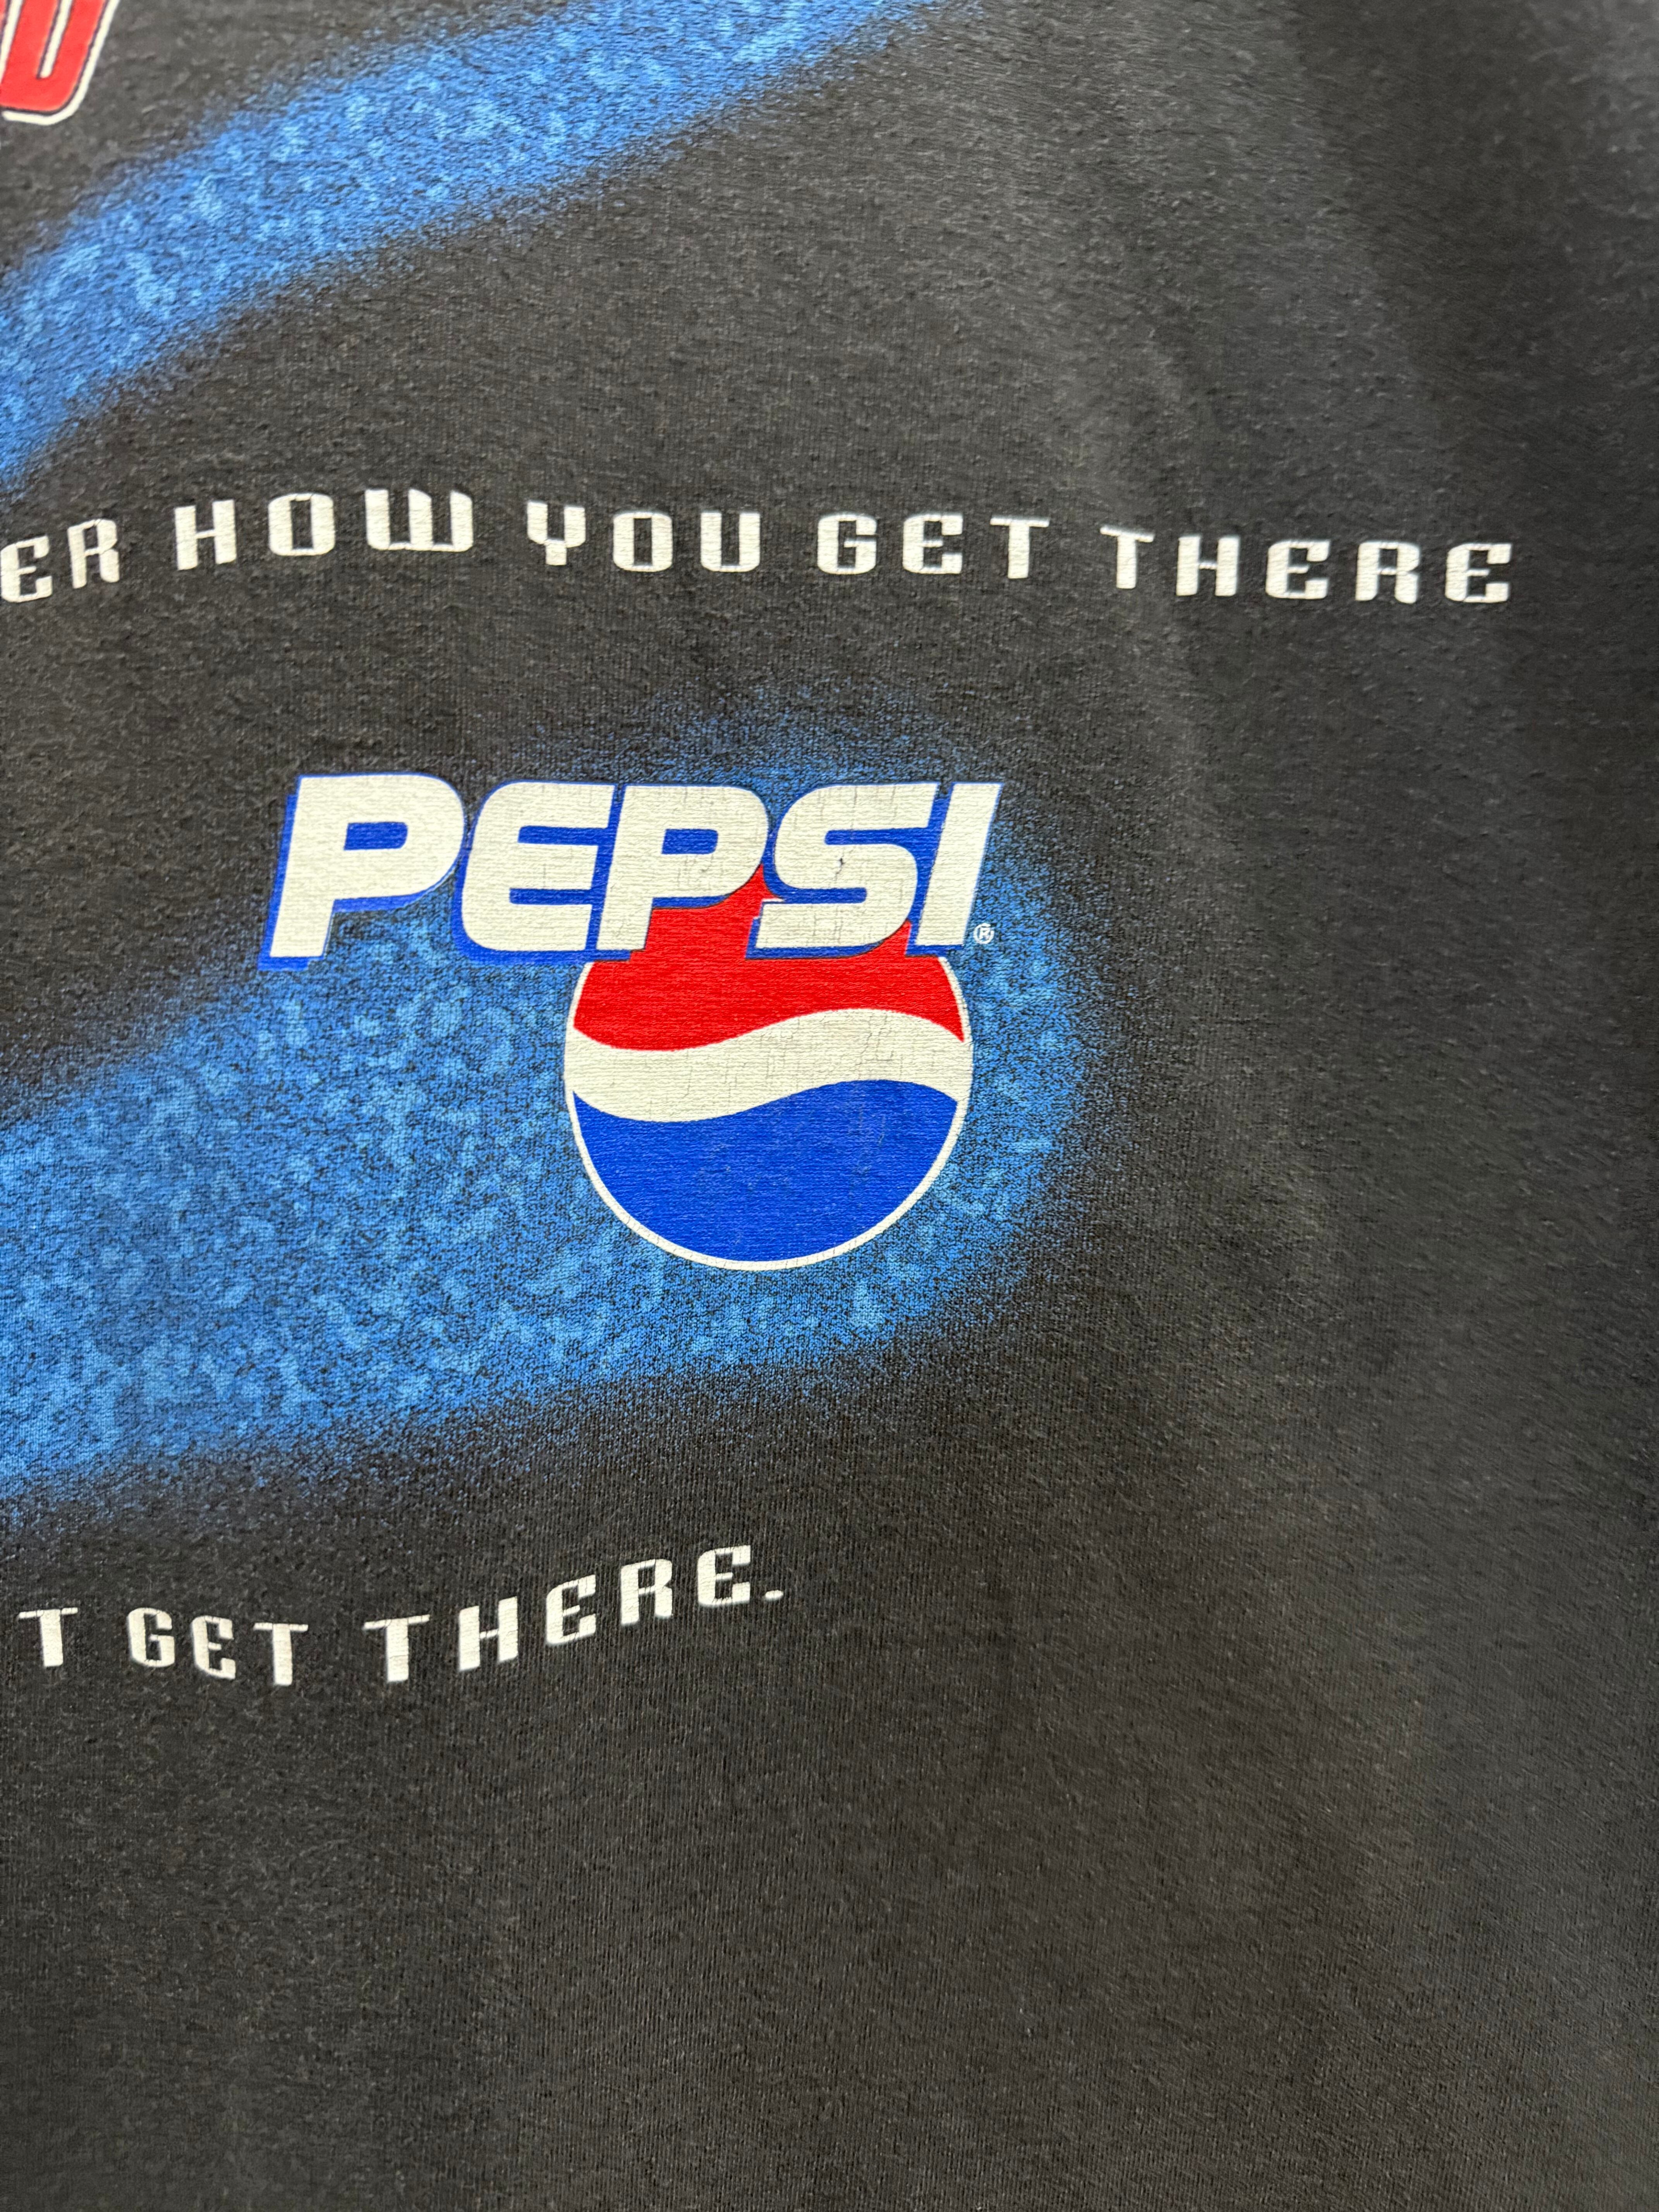 ER HOW YOU GET THERE
PEPSI®
T GET THERE.